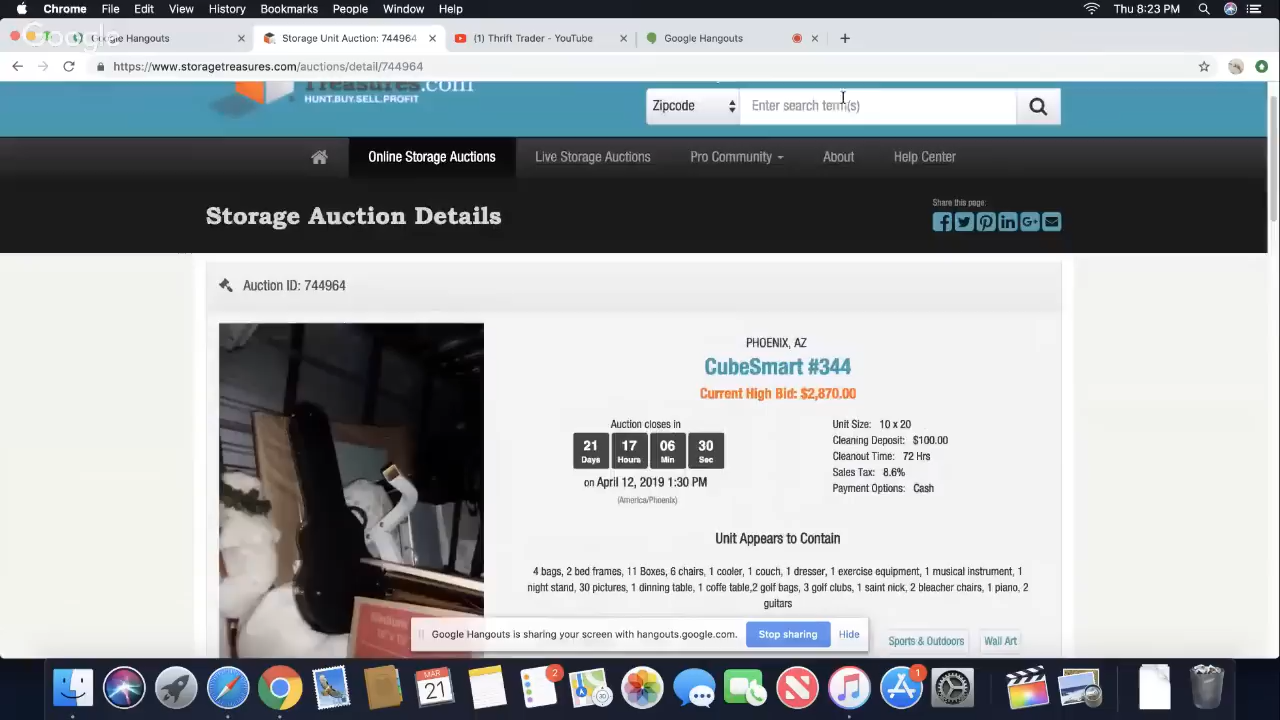 Chrome File Edit View History Bookmarks People Window Help Thu 8:23 PM
Google
Google Hangouts Storage Unit Auction: 744964 (1) Thrift Trader - YouTube Google Hangouts
https://www.storagetreasures.com/auctions/detail/744964
Treasures.com
HUNT.BUY.SELL.PROFIT
Zipcode Enter search term(s)
Online Storage Auctions Live Storage Auctions Pro Community About Help Center
Storage Auction Details
Share this page:
Auction ID: 744964
PHOENIX, AZ
CubeSmart #344
Current High Bid: $2,870.00
Auction closes in
21 17 06 30
Days Hours Min Sec
on April 12, 2019 1:30 PM
(America/Phoenix)
Unit Size: 10 x 20
Cleaning Deposit: $100.00
Cleanout Time: 72 Hrs
Sales Tax: 8.6%
Payment Options: Cash
Unit Appears to Contain
4 bags, 2 bed frames, 11 Boxes, 6 chairs, 1 cooler, 1 couch, 1 dresser, 1 exercise equipment, 1 musical instrument, 1
night stand, 30 pictures, 1 dinning table, 1 coffe table,2 golf bags, 3 golf clubs, 1 saint nick, 2 bleacher chairs, 1 piano, 2
guitars
Google Hangouts is sharing your screen with hangouts.google.com. Stop sharing Hide
Sports & Outdoors Wall Art
MAR
21
2
1